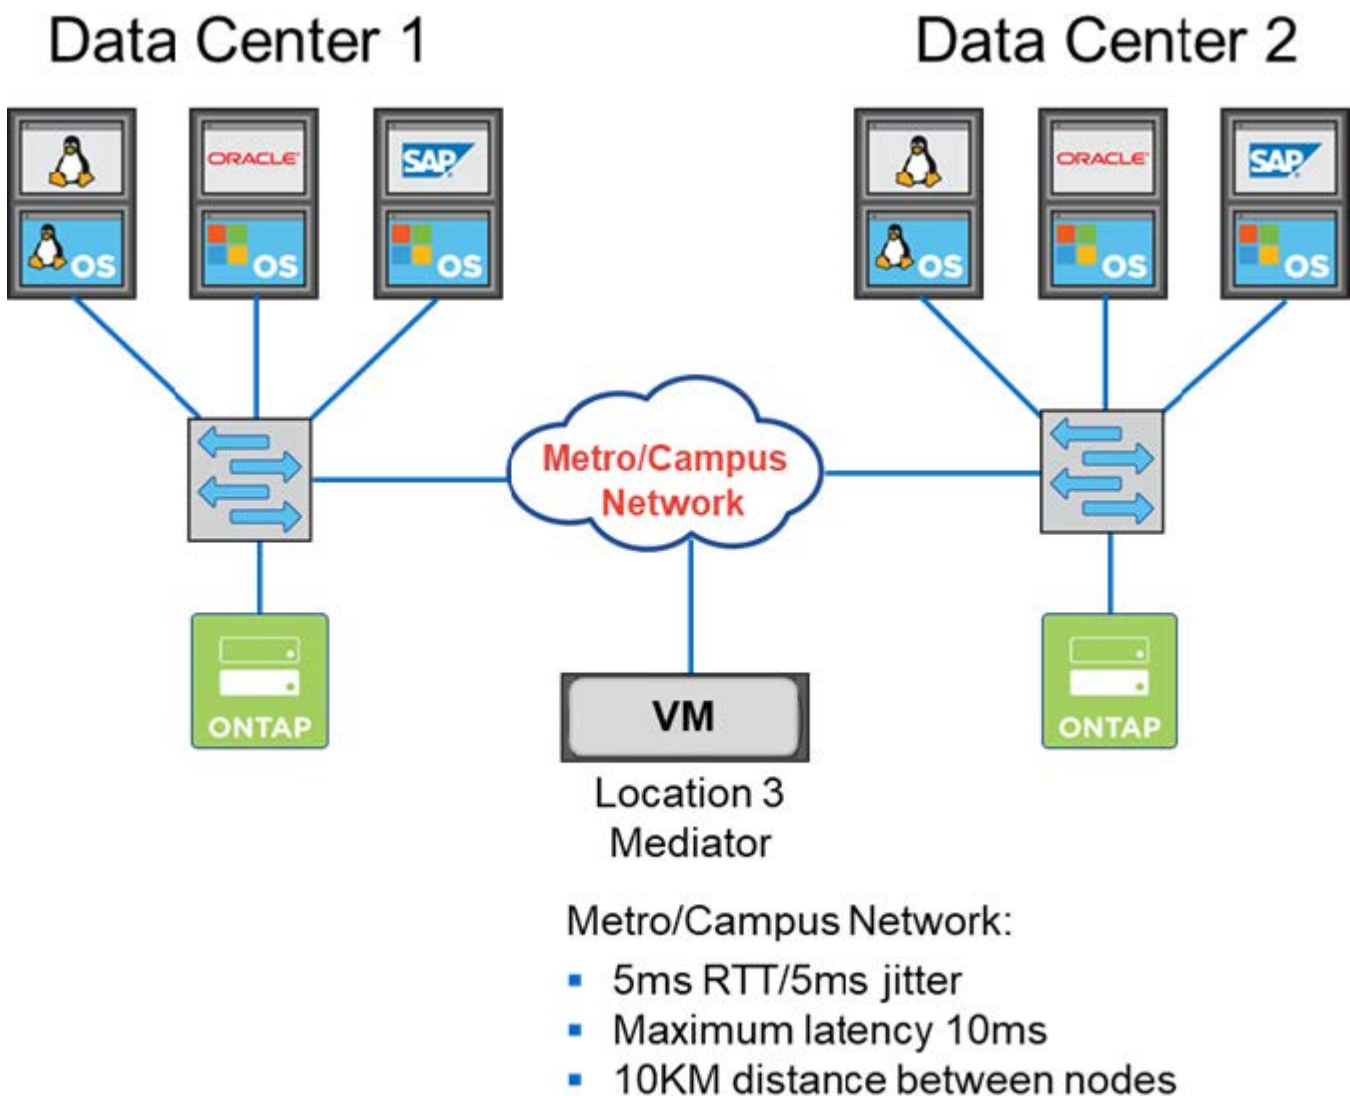 Data Center 1
Data Center 2
ORACLE
SAP
ORACLE
SAP
OS
OS
OS
OS
OS
OS
Metro/Campus
Network
ONTAP
ONTAP
VM
Location 3
Mediator
Metro/Campus Network:
5ms RTT/5ms jitter
Maximum latency 10ms
10KM distance between nodes